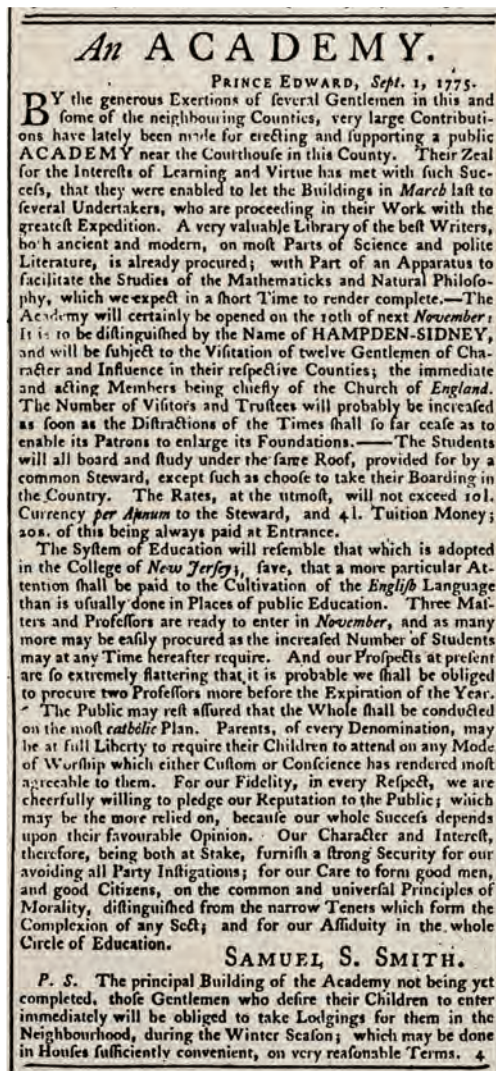 An ACADEMY.
PRINCE EDWARD, Sept. 1, 1775.
BY the generous Exertions of ſeveral Gentlemen in this and
ſome of the neighbouring Counties, very large Contributi-
ons have lately been made for erecting and ſupporting a public
ACADEMY near the Courthouſe in this County. Their Zeal
for the Intereſts of Learning and Virtue has met with ſuch Suc-
ceſs, that they were enabled to let the Buildings in March laſt to
ſeveral Undertakers, who are proceeding in their Work with the
greateſt Expedition. A very valuable Library of the beſt Writers,
both ancient and modern, on moſt Parts of Science and polite
Literature, is already procured; with Part of an Apparatus to
facilitate the Studies of the Mathematicks and Natural Philoſo-
phy, which we expect in a ſhort Time to render complete.—The
Academy will certainly be opened on the 10th of next November:
It is to be diſtinguiſhed by the Name of HAMPDEN-SIDNEY,
and will be ſubject to the Viſitation of twelve Gentlemen of Cha-
racter and Influence in their reſpective Counties; the immediate
and acting Members being chiefly of the Church of England.
The Number of Viſitors and Truſtees will probably be increaſed
as ſoon as the Diſtractions of the Times ſhall ſo far ceaſe as to
enable its Patrons to enlarge its Foundations.——The Students
will all board and ſtudy under the ſame Roof, provided for by a
common Steward, except ſuch as chooſe to take their Boarding in
the Country. The Rates, at the utmoſt, will not exceed 10l.
Currency per Annum to the Steward, and 4l. Tuition Money;
20s. of this being always paid at Entrance.
The Syſtem of Education will reſemble that which is adopted
in the College of New Jerſey; ſave, that a more particular At-
tention ſhall be paid to the Cultivation of the Engliſh Language
than is uſually done in Places of public Education. Three Maſ-
ters and Profeſſors are ready to enter in November, and as many
more may be eaſily procured as the increaſed Number of Students
may at any Time hereafter require. And our Proſpects at preſent
are ſo extremely flattering that it is probable we ſhall be obliged
to procure two Profeſſors more before the Expiration of the Year.
The Public may reſt aſſured that the Whole ſhall be conducted
on the moſt catholic Plan. Parents, of every Denomination, may
be at full Liberty to require their Children to attend on any Mode
of Worſhip which either Cuſtom or Conſcience has rendered moſt
agreeable to them. For our Fidelity, in every Reſpect, we are
cheerfully willing to pledge our Reputation to the Public; which
may be the more relied on, becauſe our whole Succeſs depends
upon their favourable Opinion. Our Character and Intereſt,
therefore, being both at Stake, furniſh a ſtrong Security for our
avoiding all Party Inſtigations; for our Care to form good men,
and good Citizens, on the common and univerſal Principles of
Morality, diſtinguiſhed from the narrow Tenets which form the
Complexion of any Sect; and for our Aſſiduity in the whole
Circle of Education.
SAMUEL S. SMITH.
P. S. The principal Building of the Academy not being yet
completed, thoſe Gentlemen who deſire their Children to enter
immediately will be obliged to take Lodgings for them in the
Neighbourhood, during the Winter Seaſon; which may be done
in Houſes ſufficiently convenient, on very reaſonable Terms. 4